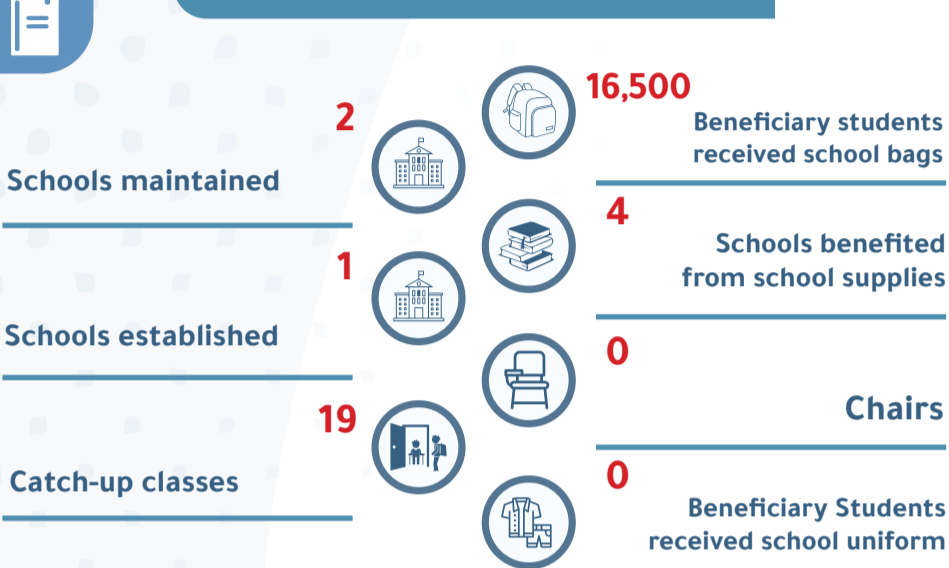 2
Schools maintained
1
Schools established
19
Catch-up classes
16,500
Beneficiary students
received school bags
4
Schools benefited
from school supplies
0
Chairs
0
Beneficiary Students
received school uniform